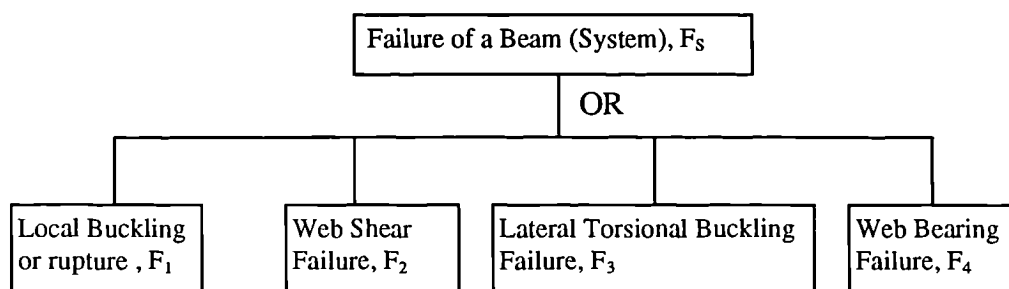 Failure of a Beam (System), F_S
OR
Local Buckling
or rupture , F₁
Web Shear
Failure, F₂
Lateral Torsional Buckling
Failure, F₃
Web Bearing
Failure, F₄